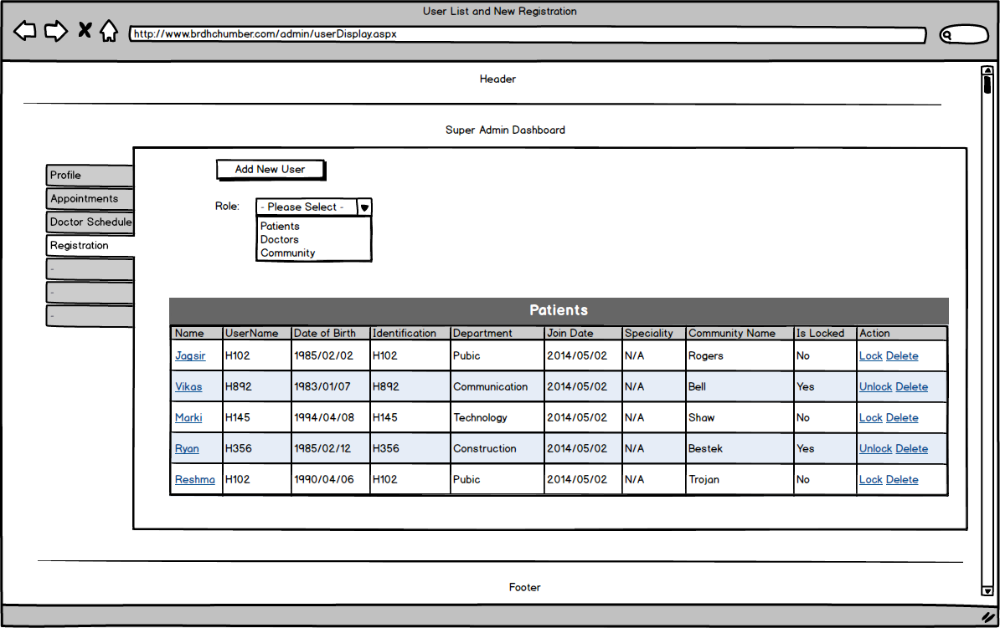 User List and New Registration
http://www.brdhchumber.com/admin/userDisplay.aspx
Header
Super Admin Dashboard
Profile
Appointments
Doctor Schedule
Registration
-
-
-
Add New User
Role: - Please Select -
Patients
Doctors
Community
Patients
Name UserName Date of Birth Identification Department Join Date Speciality Community Name Is Locked Action
Jagsir H102 1985/02/02 H102 Pubic 2014/05/02 N/A Rogers No Lock Delete
Vikas H892 1983/01/07 H892 Communication 2014/05/02 N/A Bell Yes Unlock Delete
Marki H145 1994/04/08 H145 Technology 2014/05/02 N/A Shaw No Lock Delete
Ryan H356 1985/02/12 H356 Construction 2014/05/02 N/A Bestek Yes Unlock Delete
Reshma H102 1990/04/06 H102 Pubic 2014/05/02 N/A Trojan No Lock Delete
Footer